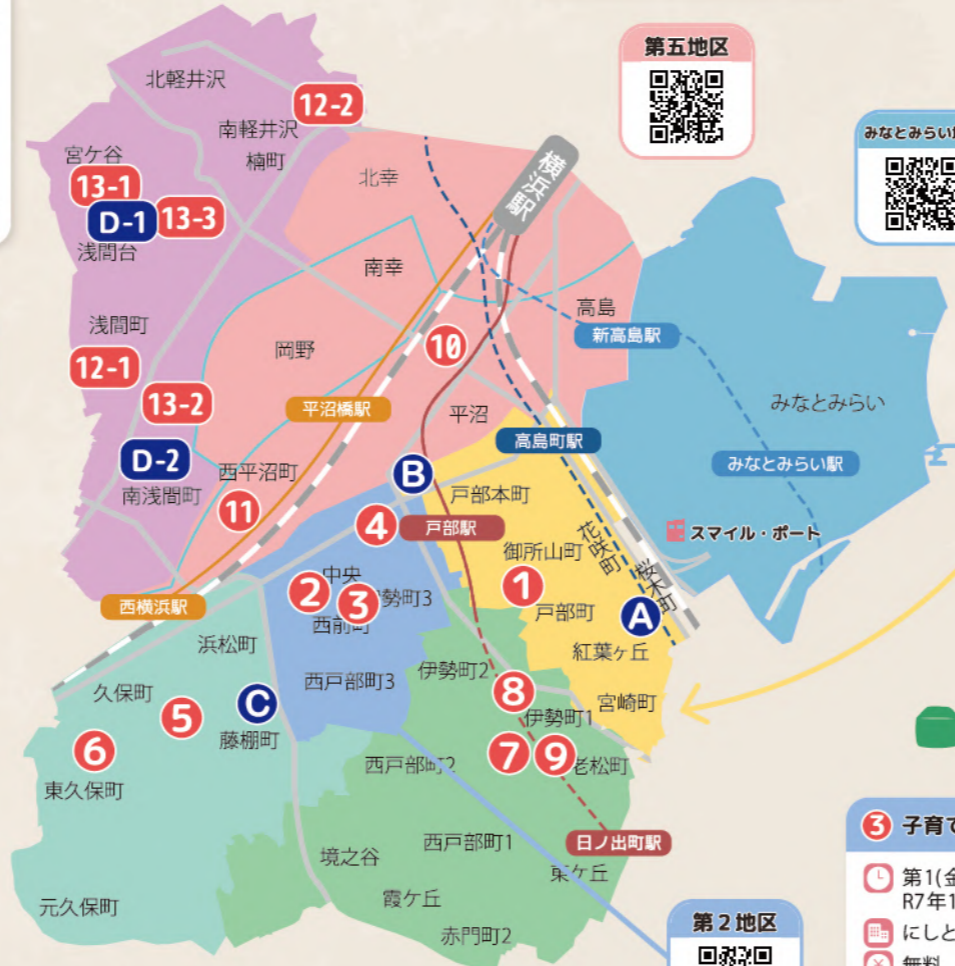 第五地区
みなとみらい
北軽井沢
12-2
南軽井沢
楠町
宮ケ谷
13-1
D-1
13-3
浅間台
北幸
横浜駅
南幸
高島
新高島駅
浅間町
岡野
10
12-1
13-2
平沼橋駅
平沼
みなとみらい
高島町駅
みなとみらい駅
D-2
南浅間町
西平沼町
11
B
戸部本町
4
戸部駅
花咲町
スマイル・ポート
御所山町
中央
2
3
勢町3
西前町
1
戸部町
桜木町
A
西横浜駅
浜松町
紅葉ヶ丘
西戸部町3
伊勢町2
久保町
5
C
藤棚町
8
伊勢町1
宮崎町
6
東久保町
西戸部町2
7
9
老松町
境之谷
西戸部町1
日ノ出町駅
東ケ丘
元久保町
霞ケ丘
赤門町2
第2地区
3 子育て
第1(金
R7年1
にしと
無料